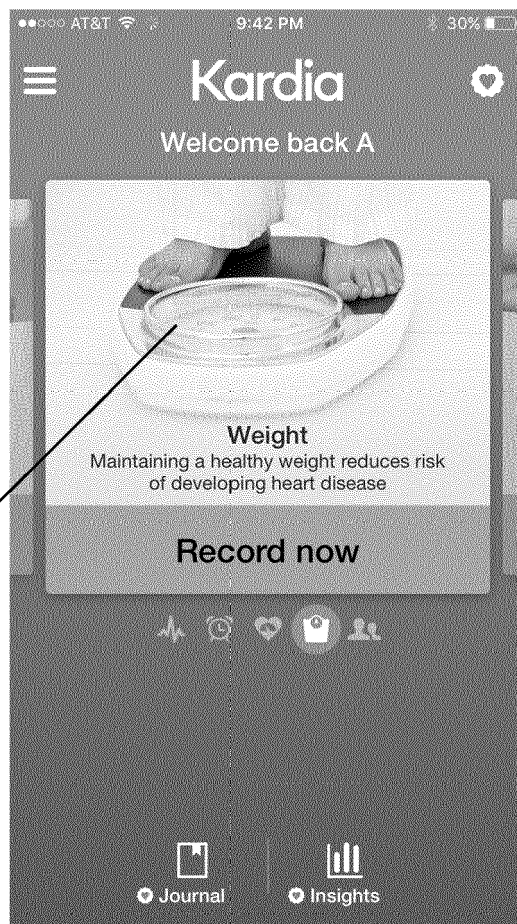 AT&T 9:42 PM 30%
Kardia
Welcome back A
Weight
Maintaining a healthy weight reduces risk
of developing heart disease
Record now
Journal Insights